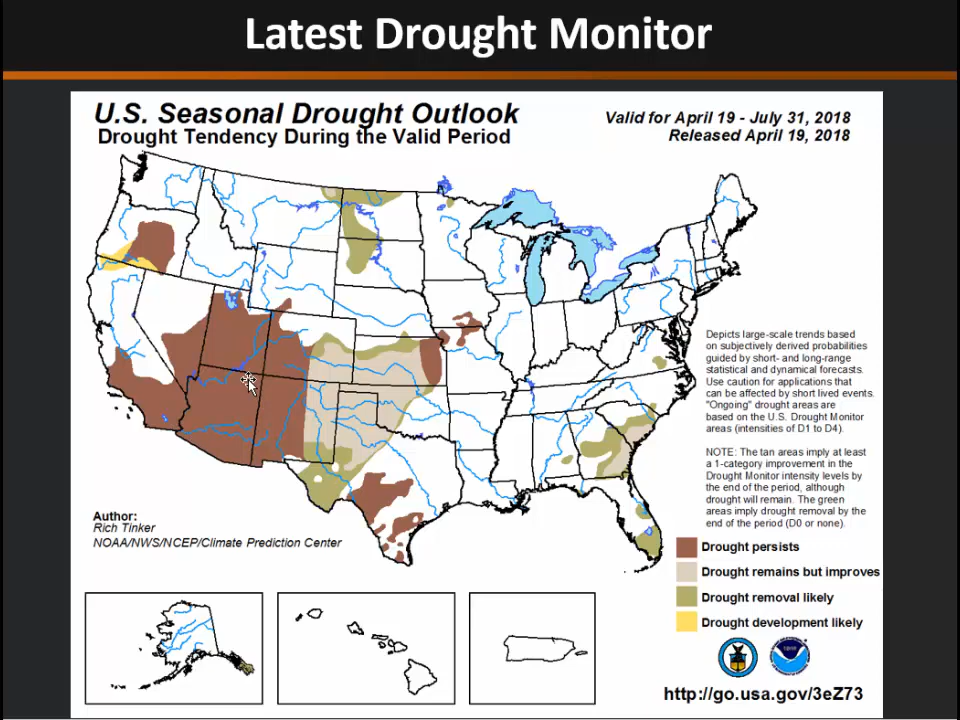 Latest Drought Monitor
U.S. Seasonal Drought Outlook
Drought Tendency During the Valid Period
Valid for April 19 - July 31, 2018
Released April 19, 2018
Depicts large-scale trends based
on subjectively derived probabilities
guided by short- and long-range
statistical and dynamical forecasts.
Use caution for applications that
can be affected by short lived events.
"Ongoing" drought areas are
based on the U.S. Drought Monitor
areas (intensities of D1 to D4).
NOTE: The tan areas imply at least
a 1-category improvement in the
Drought Monitor intensity levels by
the end of the period, although
drought will remain. The green
areas imply drought removal by the
end of the period (D0 or none).
Author:
Rich Tinker
NOAA/NWS/NCEP/Climate Prediction Center
Drought persists
Drought remains but improves
Drought removal likely
Drought development likely
http://go.usa.gov/3eZ73